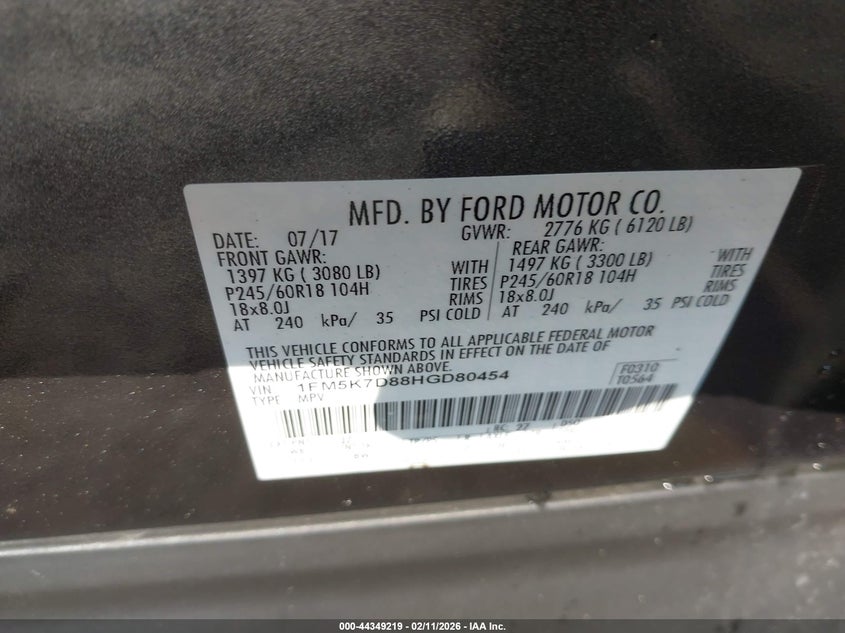 MFD. BY FORD MOTOR CO.
DATE: 07/17 GVWR: 2776 KG ( 6120 LB)
FRONT GAWR: REAR GAWR:
1397 KG ( 3080 LB) WITH 1497 KG ( 3300 LB) WITH
P245/60R18 104H TIRES P245/60R18 104H TIRES
18x8.0J RIMS 18x8.0J RIMS
AT 240 kPa/ 35 PSI COLD AT 240 kPa/ 35 PSI COLD
THIS VEHICLE CONFORMS TO ALL APPLICABLE FEDERAL MOTOR
VEHICLE SAFETY STANDARDS IN EFFECT ON THE DATE OF
MANUFACTURE SHOWN ABOVE.
VIN 1FM5K7D88HGD80454 F0310
TYPE MPV T0564
RC: 27 DSO
000-44349219 - 02/11/2026 - IAA Inc.